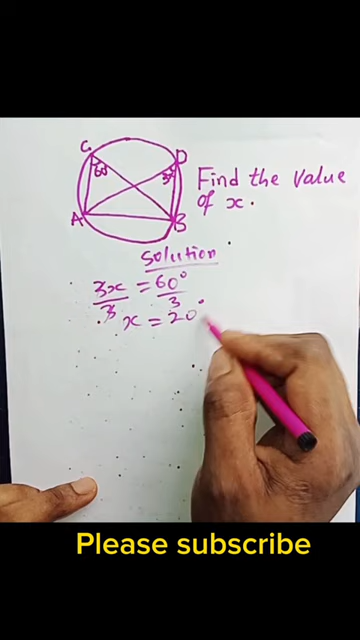 C
60
D
3x
Find the value
of x.
A
B
Solution
3x = 60°
3 3
x = 20°
Please subscribe